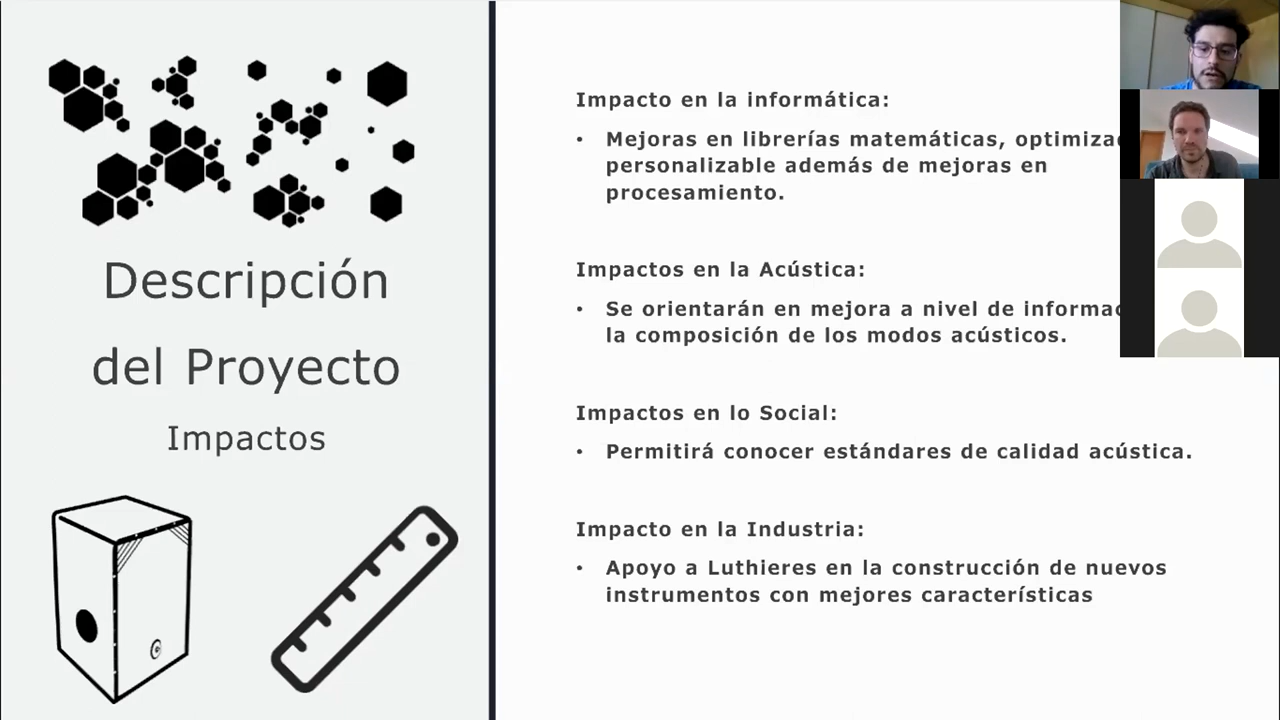 Descripción
del Proyecto
Impactos
Impacto en la informática:
• Mejoras en librerías matemáticas,
personalizable además de mejoras en
procesamiento.
Impactos en la Acústica:
• Se orientarán en mejora a nivel de
la composición de los modos acústicos.
Impactos en lo Social:
• Permitirá conocer estándares de calidad acústica.
Impacto en la Industria:
• Apoyo a Luthieres en la construcción de nuevos
instrumentos con mejores características